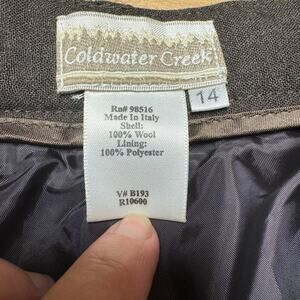 Coldwater Creek
14
Rn# 98516
Made In Italy
Shell:
100% Wool
Lining:
100% Polyester
V# B193
R10600